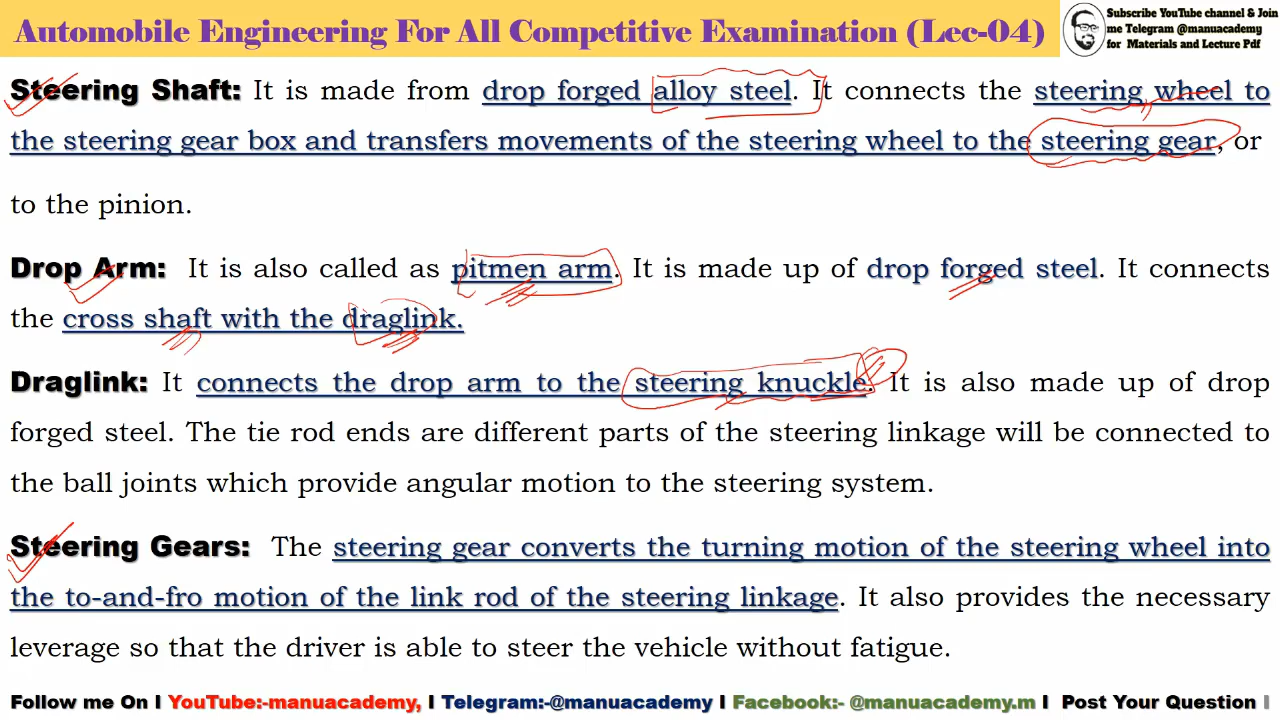 Automobile Engineering For All Competitive Examination (Lec-04)
Subscribe YouTube channel & Join
me Telegram @manuacademy
for Materials and Lecture Pdf
Steering Shaft: It is made from drop forged alloy steel. It connects the steering wheel to
the steering gear box and transfers movements of the steering wheel to the steering gear, or
to the pinion.
Drop Arm: It is also called as pitmen arm. It is made up of drop forged steel. It connects
the cross shaft with the draglink.
Draglink: It connects the drop arm to the steering knuckle. It is also made up of drop
forged steel. The tie rod ends are different parts of the steering linkage will be connected to
the ball joints which provide angular motion to the steering system.
Steering Gears: The steering gear converts the turning motion of the steering wheel into
the to-and-fro motion of the link rod of the steering linkage. It also provides the necessary
leverage so that the driver is able to steer the vehicle without fatigue.
Follow me On I YouTube:-manuacademy, I Telegram:-@manuacademy I Facebook:- @manuacademy.m I Post Your Question I